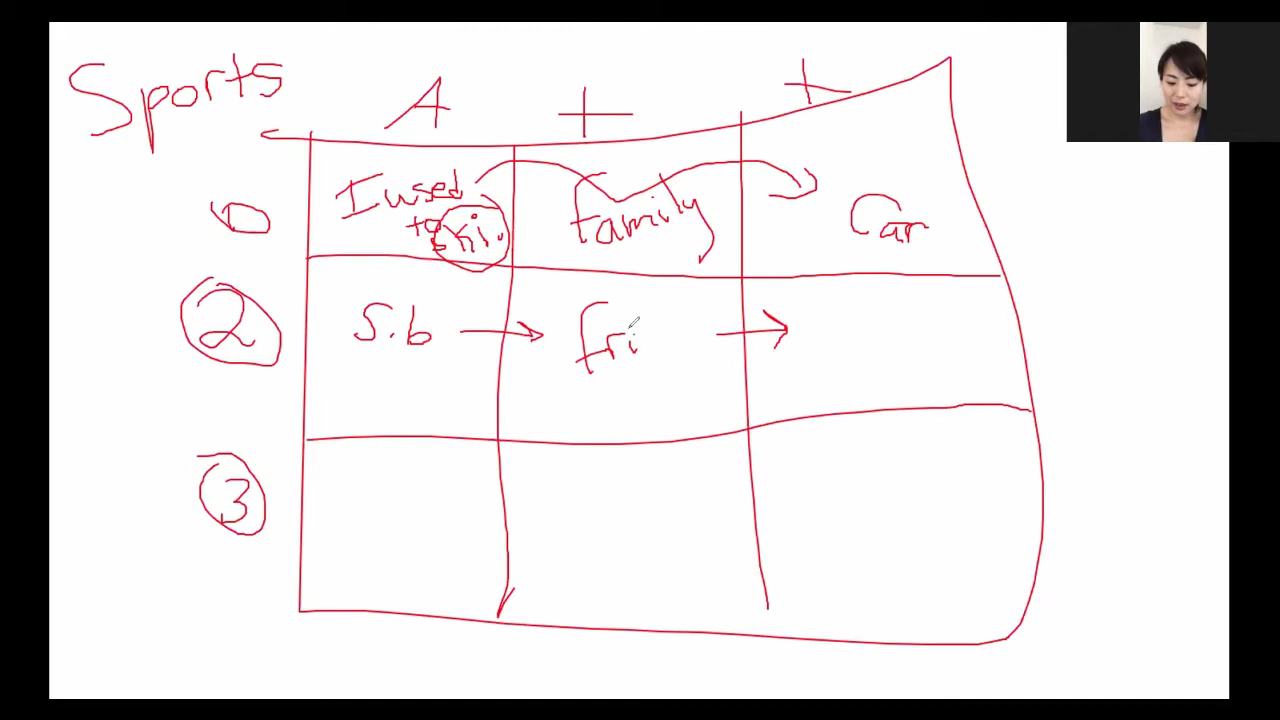 Sports
A + +
① I used to ski. family Car
② S.b → fri →
③